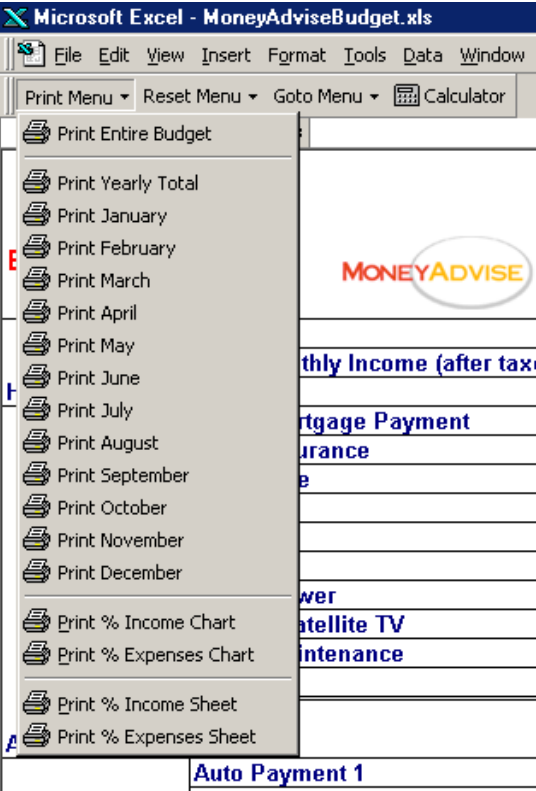 Microsoft Excel - MoneyAdviseBudget.xls
File Edit View Insert Format Tools Data Window
Print Menu Reset Menu Goto Menu Calculator
Print Entire Budget
Print Yearly Total
Print January
Print February
Print March
MONEYADVISE
Print April
Print May
Print June
thly Income (after tax
Print July
rtgage Payment
Print August
urance
Print September
e
Print October
Print November
Print December
wer
Print % Income Chart
atellite TV
Print % Expenses Chart
intenance
Print % Income Sheet
Print % Expenses Sheet
Auto Payment 1